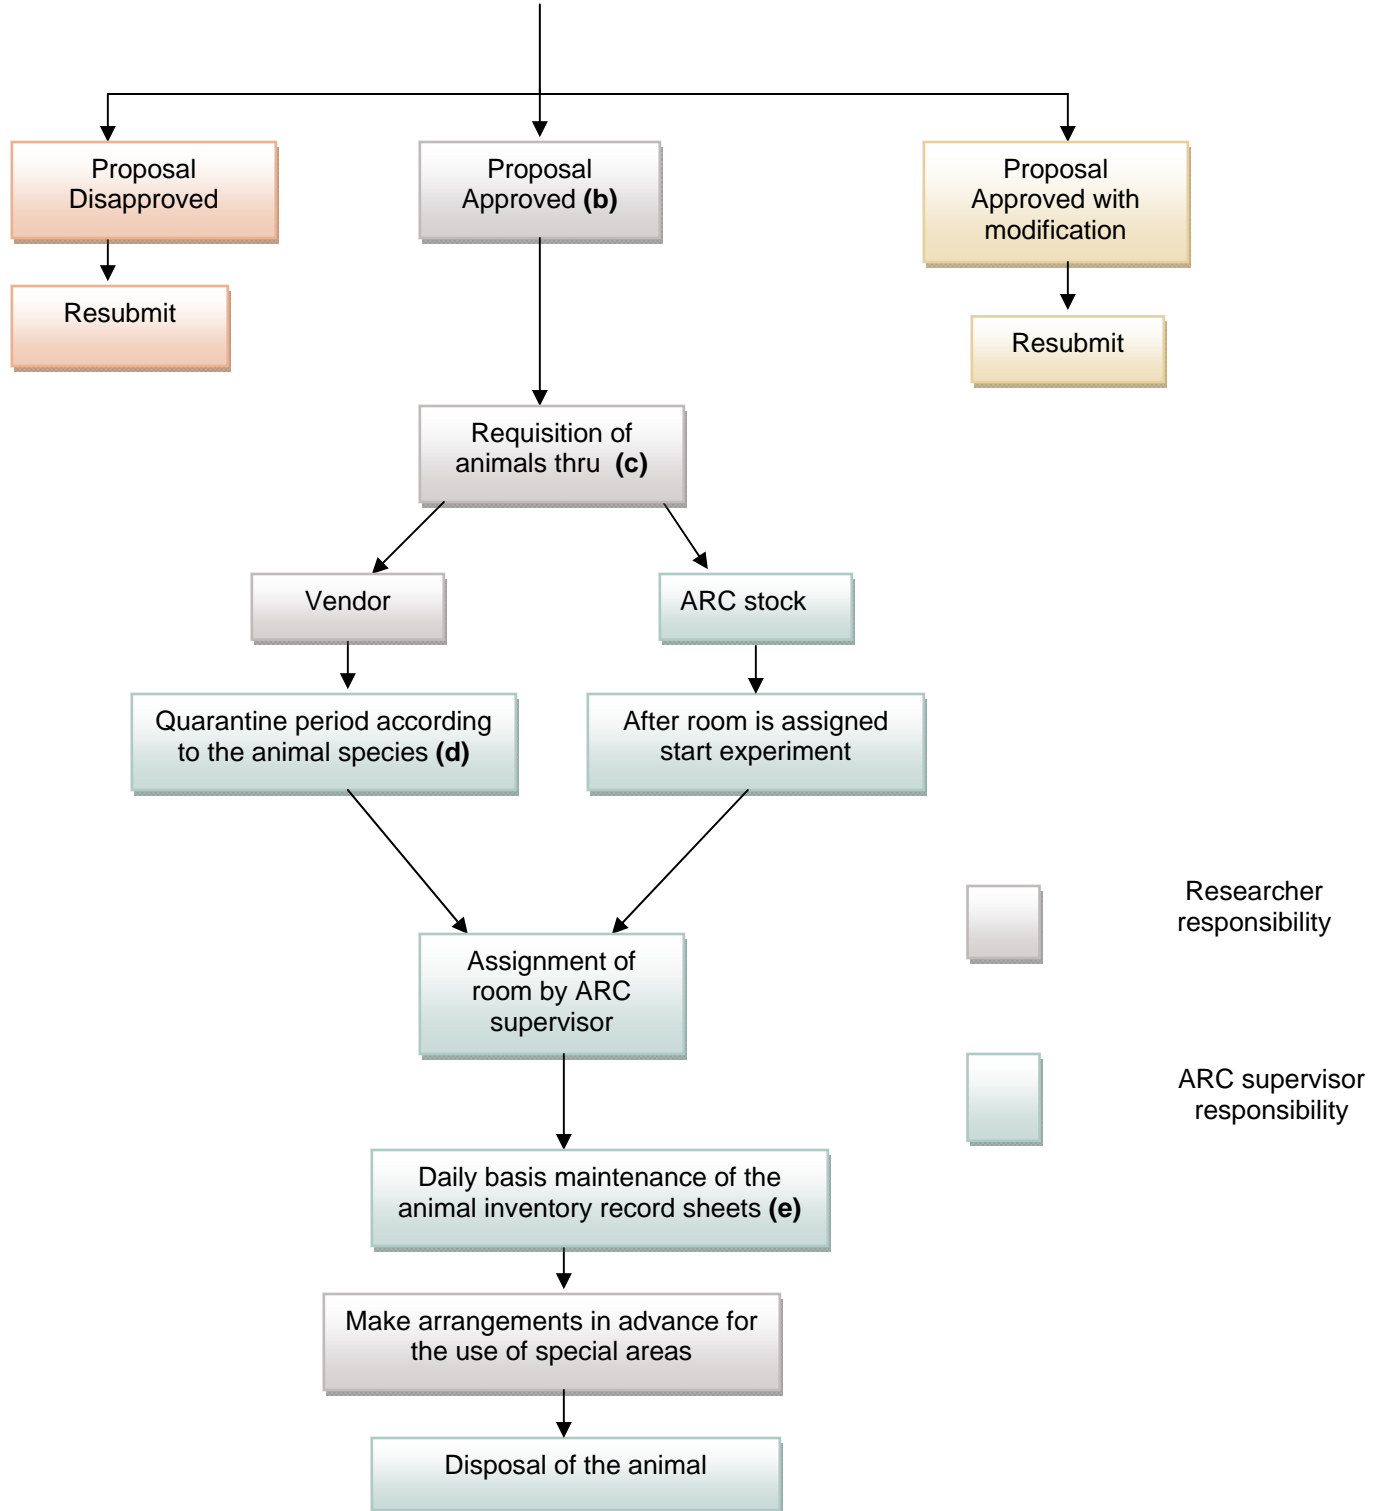 Proposal
Disapproved
Proposal
Approved (b)
Proposal
Approved with
modification
Resubmit
Resubmit
Requisition of
animals thru (c)
Vendor
ARC stock
Quarantine period according
to the animal species (d)
After room is assigned
start experiment
Researcher
responsibility
Assignment of
room by ARC
supervisor
ARC supervisor
responsibility
Daily basis maintenance of the
animal inventory record sheets (e)
Make arrangements in advance for
the use of special areas
Disposal of the animal